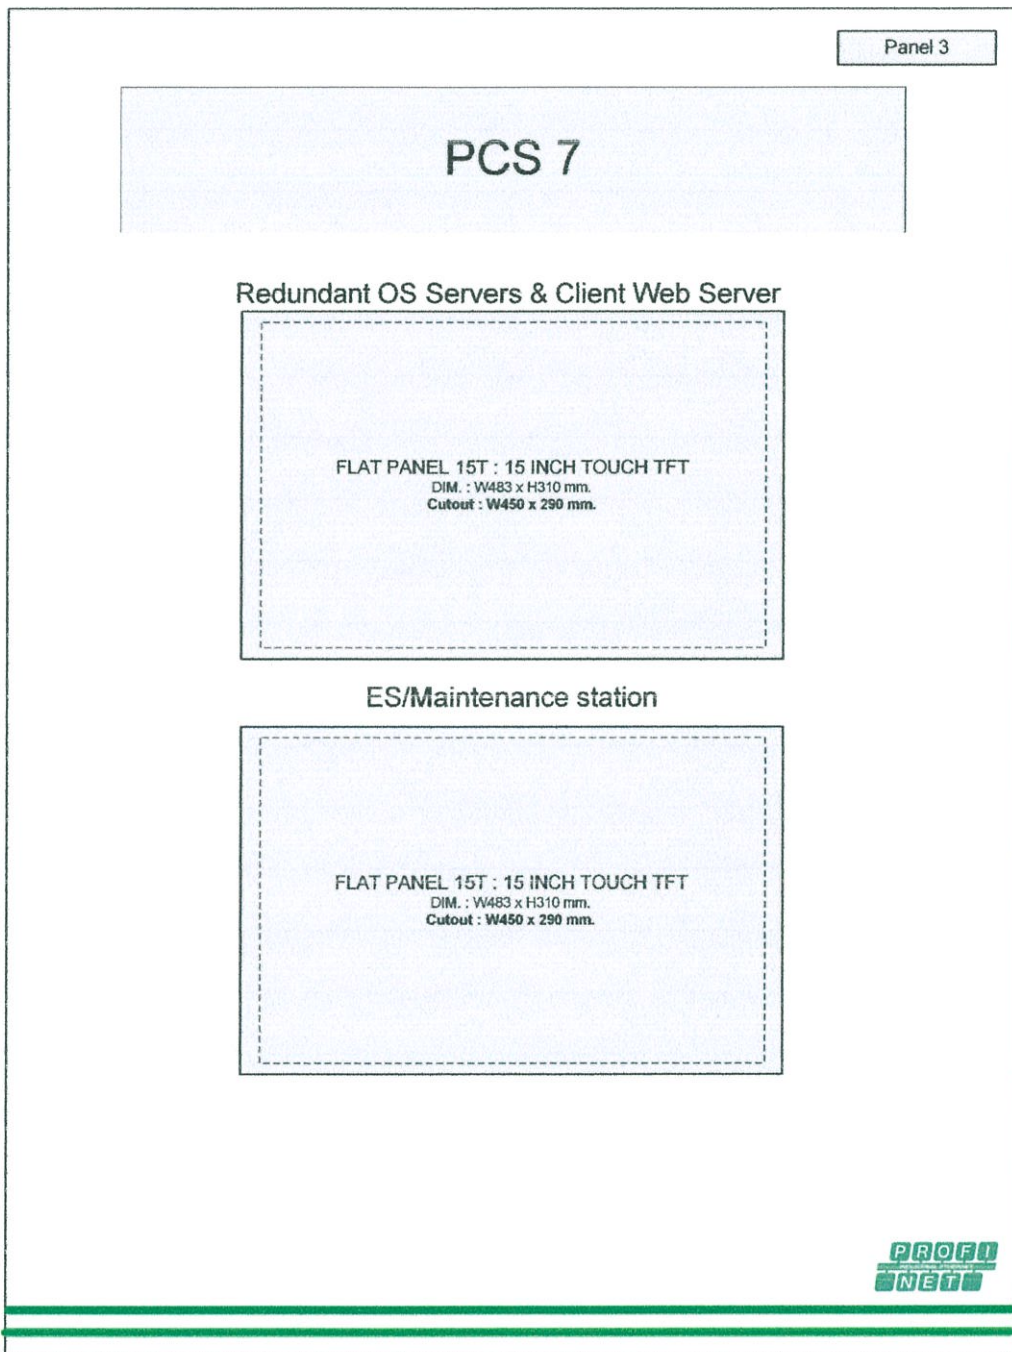 Panel 3
PCS 7
Redundant OS Servers & Client Web Server
FLAT PANEL 15T : 15 INCH TOUCH TFT
DIM. : W483 x H310 mm.
Cutout : W450 x 290 mm.
ES/Maintenance station
FLAT PANEL 15T : 15 INCH TOUCH TFT
DIM. : W483 x H310 mm.
Cutout : W450 x 290 mm.
PROFI
INDUSTRIAL ETHERNET
NET